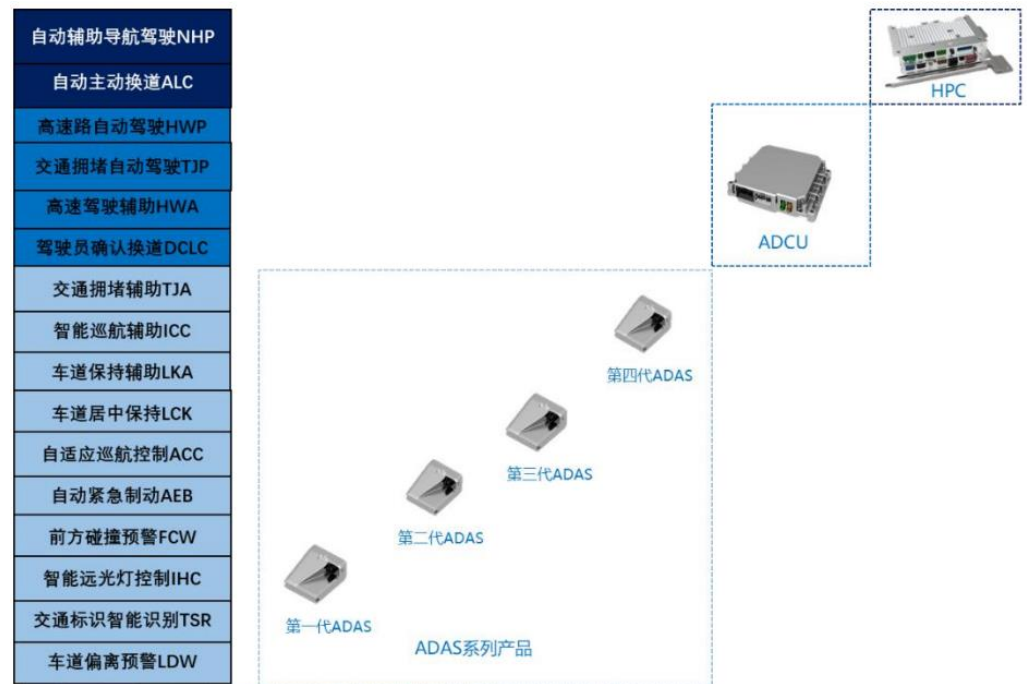 自动辅助导航驾驶NHP
自动主动换道ALC
高速路自动驾驶HWP
交通拥堵自动驾驶TJP
高速驾驶辅助HWA
驾驶员确认换道DCLC
交通拥堵辅助TJA
智能巡航辅助ICC
车道保持辅助LKA
车道居中保持LCK
自适应巡航控制ACC
自动紧急制动AEB
前方碰撞预警FCW
智能远光灯控制IHC
交通标识智能识别TSR
车道偏离预警LDW
HPC
ADCU
第四代ADAS
第三代ADAS
第二代ADAS
第一代ADAS
ADAS系列产品